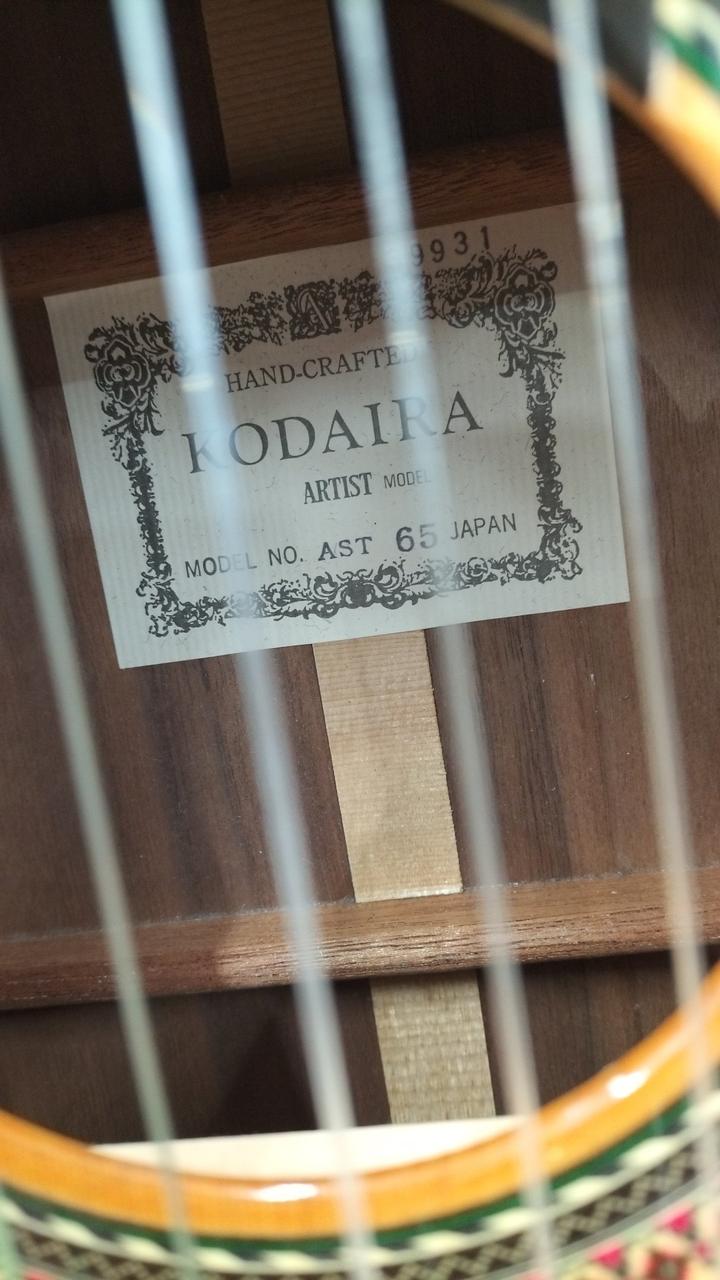 9931
HAND-CRAFTED
KODAIRA
ARTIST MODEL
MODEL NO. AST 65 JAPAN